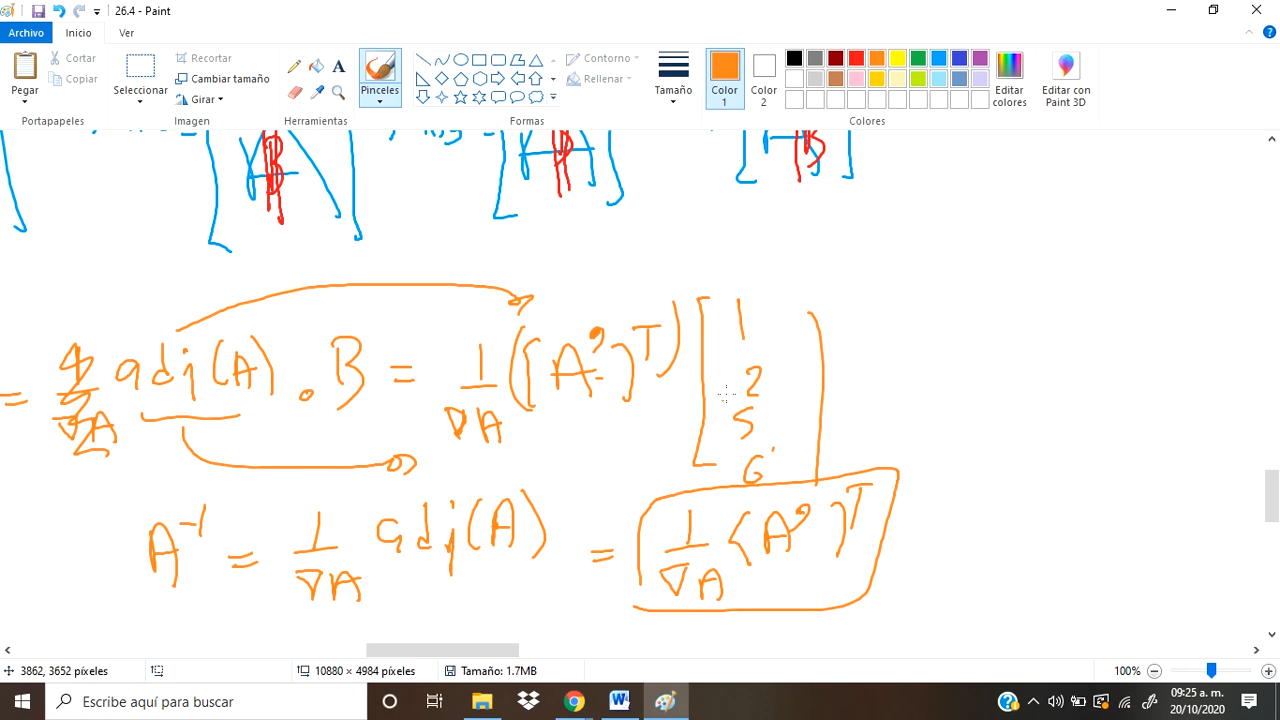 26.4 - Paint
Archivo Inicio Ver
Pegar
Cortar
Copiar
Portapapeles
Seleccionar
Recortar
Cambiar tamaño
Girar
Imagen
A
Herramientas
Pinceles
Contorno
Rellenar
Formas
Tamaño
Color 1
Color 2
Editar colores
Editar con Paint 3D
Colores
= ∇A adj(A) . B = 1/∇A ([A°]ᵀ) [1 2 5 6]
A⁻¹ = 1/∇A adj(A) = 1/∇A (A°)ᵀ
3862, 3652 píxeles
10880 × 4984 píxeles
Tamaño: 1.7MB
100%
Escribe aquí para buscar
09:25 a. m.
20/10/2020